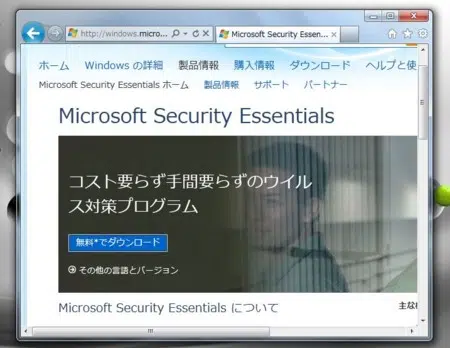 http://windows.micro...
Microsoft Security Essen...
ホーム Windows の詳細 製品情報 購入情報 ダウンロード ヘルプと使
Microsoft Security Essentials ホーム 製品情報 サポート パートナー
Microsoft Security Essentials
コスト要らず手間要らずのウイル
ス対策プログラム
無料*でダウンロード
その他の言語とバージョン
Microsoft Security Essentials について
主な